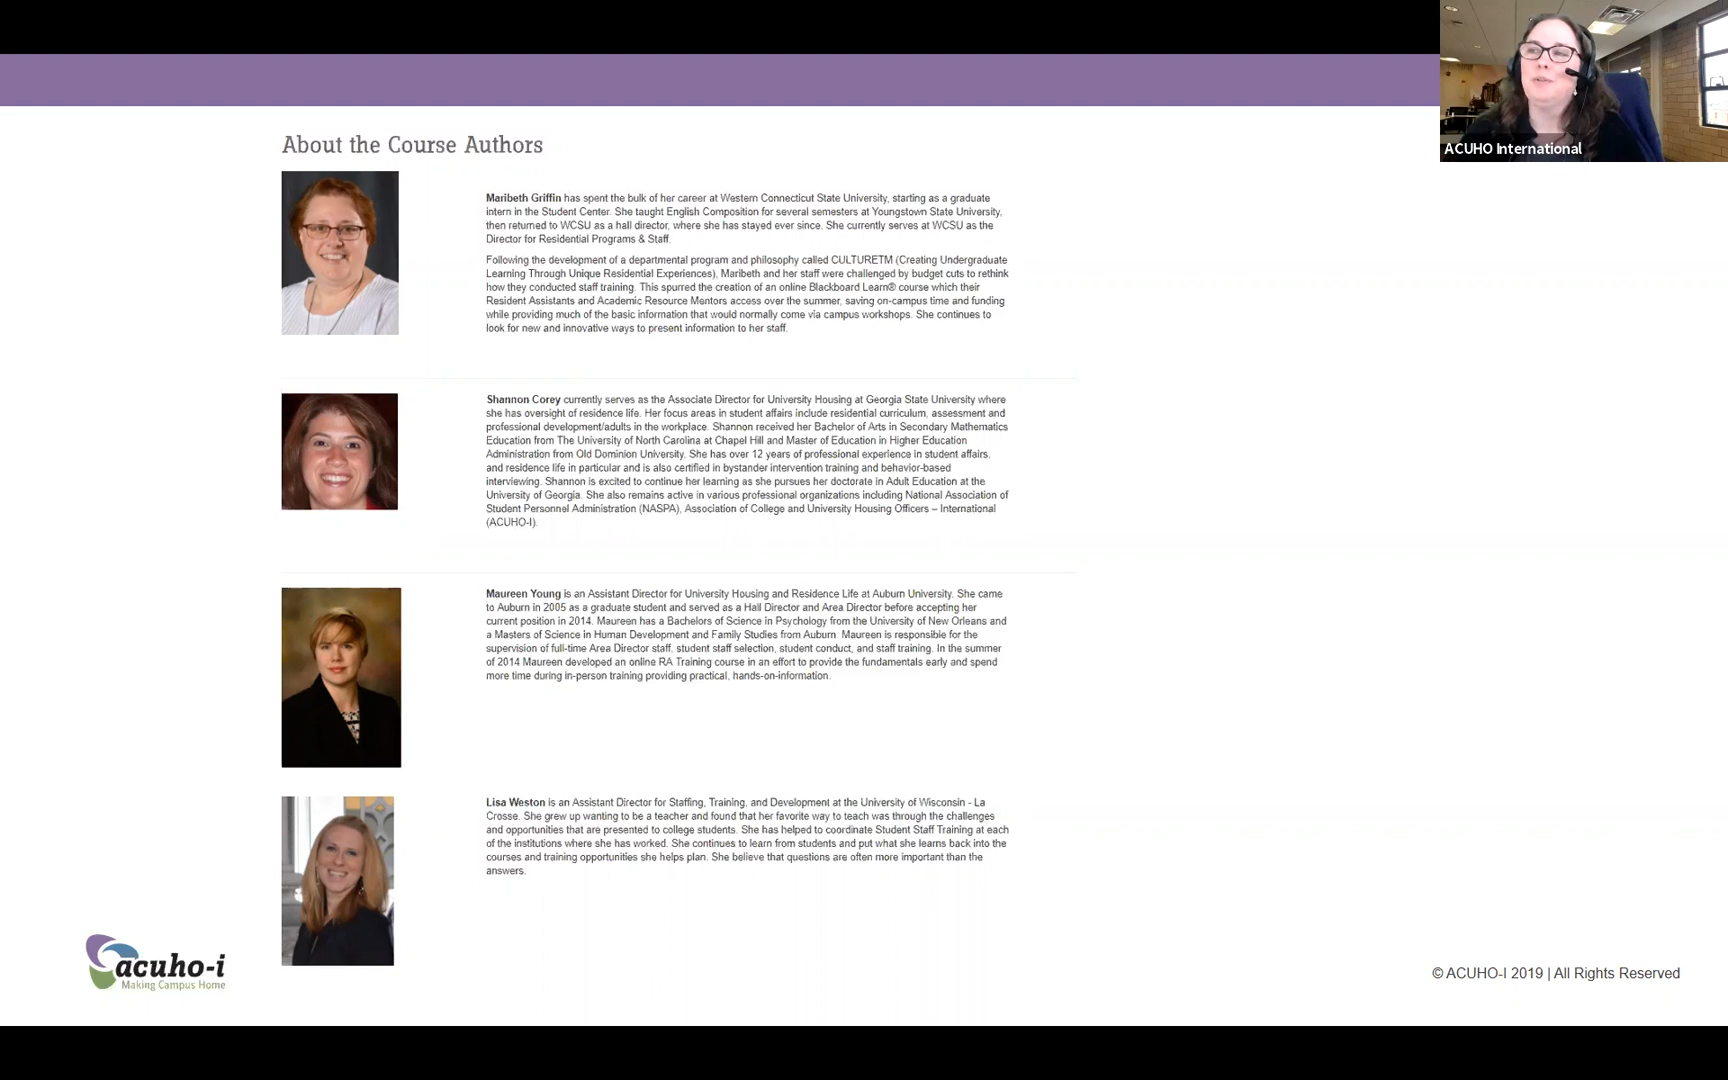 ACUHO International
About the Course Authors
Maribeth Griffin has spent the bulk of her career at Western Connecticut State University, starting as a graduate
intern in the Student Center. She taught English Composition for several semesters at Youngstown State University,
then returned to WCSU as a hall director, where she has stayed ever since. She currently serves at WCSU as the
Director for Residential Programs & Staff.
Following the development of a departmental program and philosophy called CULTURETM (Creating Undergraduate
Learning Through Unique Residential Experiences), Maribeth and her staff were challenged by budget cuts to rethink
how they conducted staff training. This spurred the creation of an online Blackboard Learn® course which their
Resident Assistants and Academic Resource Mentors access over the summer, saving on-campus time and funding
while providing much of the basic information that would normally come via campus workshops. She continues to
look for new and innovative ways to present information to her staff.
Shannon Corey currently serves as the Associate Director for University Housing at Georgia State University where
she has oversight of residence life. Her focus areas in student affairs include residential curriculum, assessment and
professional development/adults in the workplace. Shannon received her Bachelor of Arts in Secondary Mathematics
Education from The University of North Carolina at Chapel Hill and Master of Education in Higher Education
Administration from Old Dominion University. She has over 12 years of professional experience in student affairs,
and residence life in particular and is also certified in bystander intervention training and behavior-based
interviewing. Shannon is excited to continue her learning as she pursues her doctorate in Adult Education at the
University of Georgia. She also remains active in various professional organizations including National Association of
Student Personnel Administration (NASPA), Association of College and University Housing Officers – International
(ACUHO-I).
Maureen Young is an Assistant Director for University Housing and Residence Life at Auburn University. She came
to Auburn in 2005 as a graduate student and served as a Hall Director and Area Director before accepting her
current position in 2014. Maureen has a Bachelors of Science in Psychology from the University of New Orleans and
a Masters of Science in Human Development and Family Studies from Auburn. Maureen is responsible for the
supervision of full-time Area Director staff, student staff selection, student conduct, and staff training. In the summer
of 2014 Maureen developed an online RA Training course in an effort to provide the fundamentals early and spend
more time during in-person training providing practical, hands-on-information.
Lisa Weston is an Assistant Director for Staffing, Training, and Development at the University of Wisconsin - La
Crosse. She grew up wanting to be a teacher and found that her favorite way to teach was through the challenges
and opportunities that are presented to college students. She has helped to coordinate Student Staff Training at each
of the institutions where she has worked. She continues to learn from students and put what she learns back into the
courses and training opportunities she helps plan. She believe that questions are often more important than the
answers.
acuho-i
Making Campus Home
© ACUHO-I 2019 | All Rights Reserved